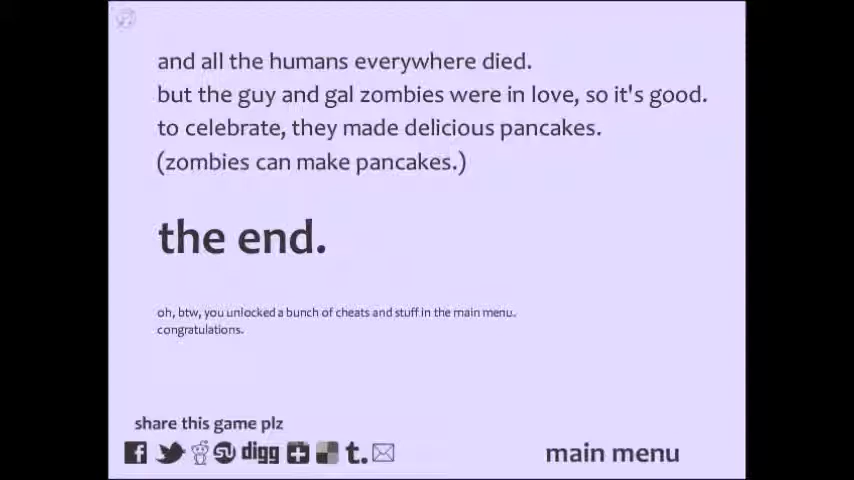 and all the humans everywhere died.
but the guy and gal zombies were in love, so it's good.
to celebrate, they made delicious pancakes.
(zombies can make pancakes.)
the end.
oh, btw, you unlocked a bunch of cheats and stuff in the main menu.
congratulations.
share this game plz
f SU digg t.
main menu